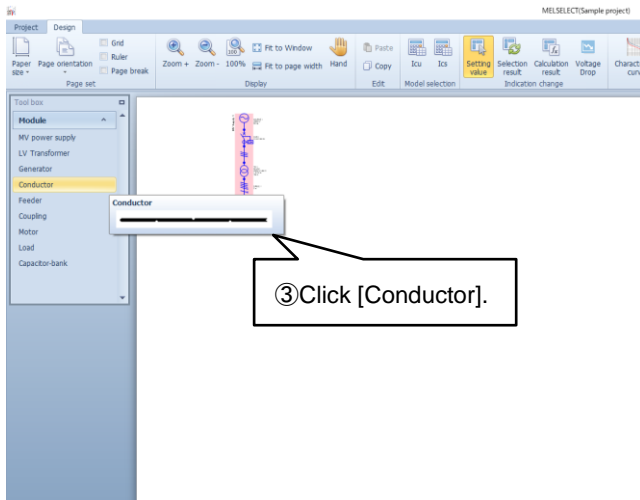 MELSELECT(Sample project)
Project Design
Paper size
Page orientation
Grid
Ruler
Page break
Page set
Zoom + Zoom - 100%
100
Fit to Window
Fit to page width
Hand
Display
Paste
Copy
Edit
Icu Ics
Model selection
Setting value
Selection result
Calculation result
Voltage Drop
Indication change
Tool box
Module
MV power supply
LV Transformer
Generator
Conductor
Feeder
Coupling
Motor
Load
Capacitor-bank
Conductor
③Click [Conductor].